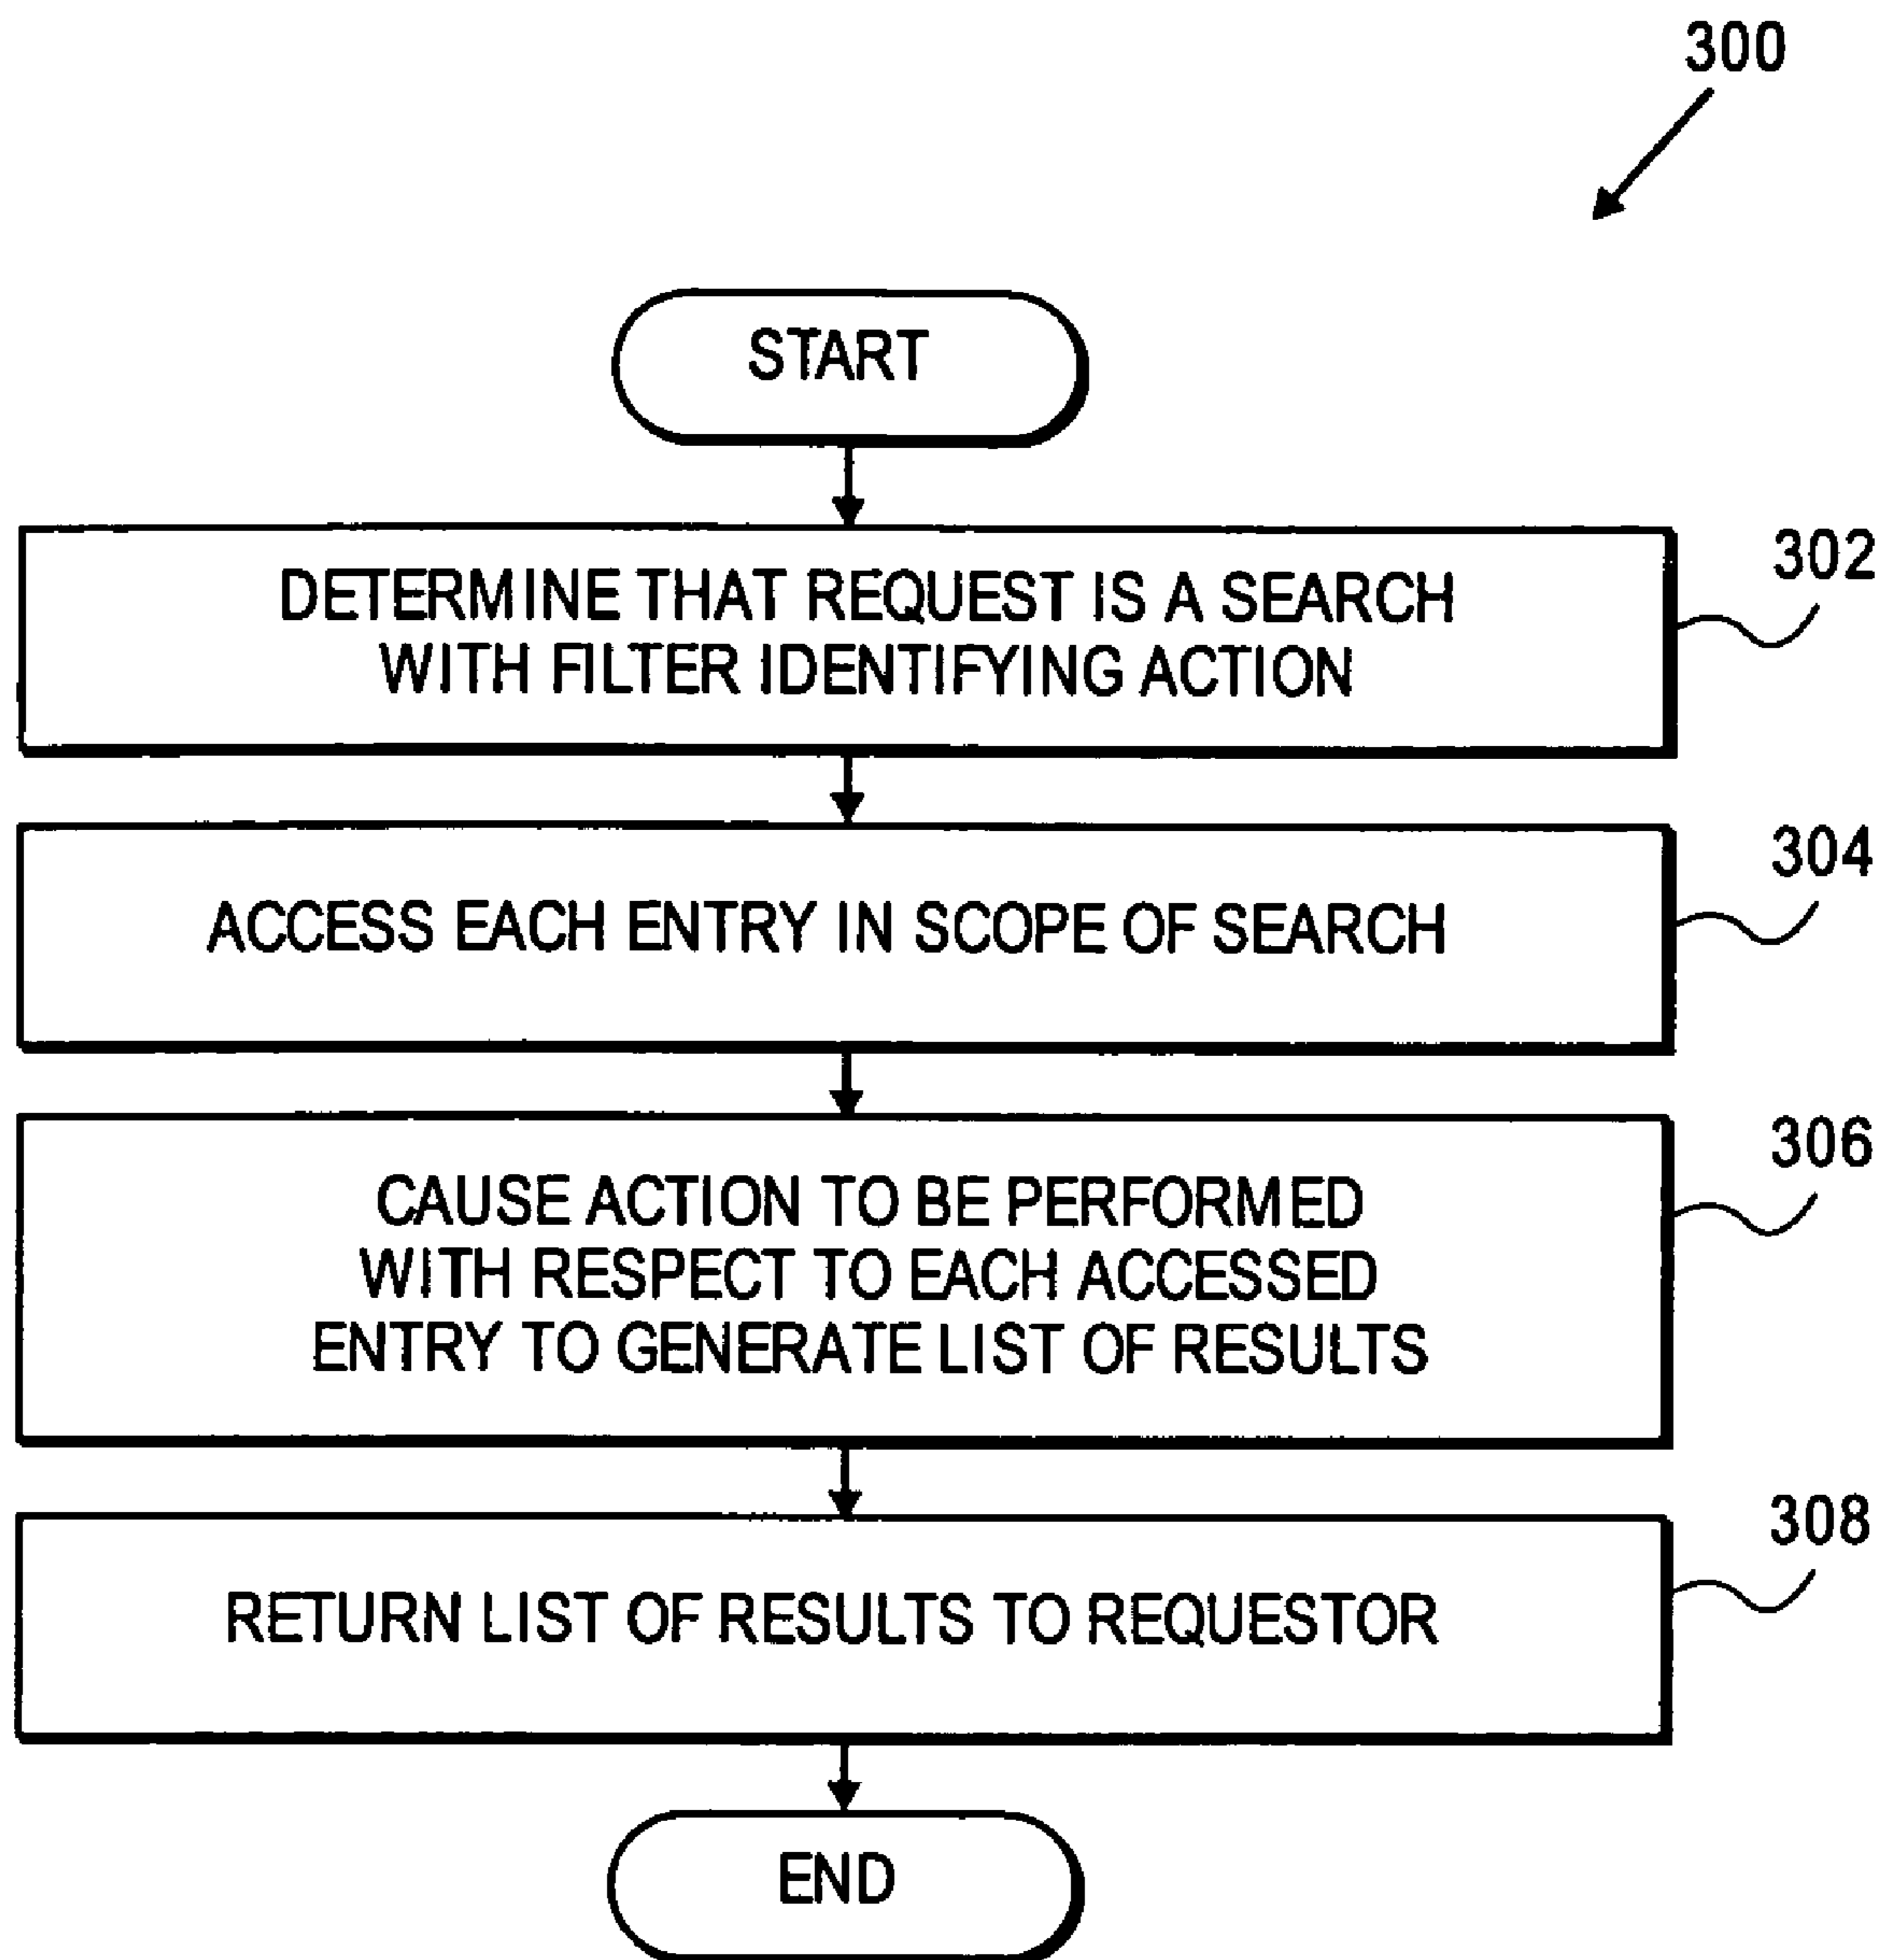 300
START
DETERMINE THAT REQUEST IS A SEARCH
WITH FILTER IDENTIFYING ACTION
302
ACCESS EACH ENTRY IN SCOPE OF SEARCH
304
CAUSE ACTION TO BE PERFORMED
WITH RESPECT TO EACH ACCESSED
ENTRY TO GENERATE LIST OF RESULTS
306
RETURN LIST OF RESULTS TO REQUESTOR
308
END